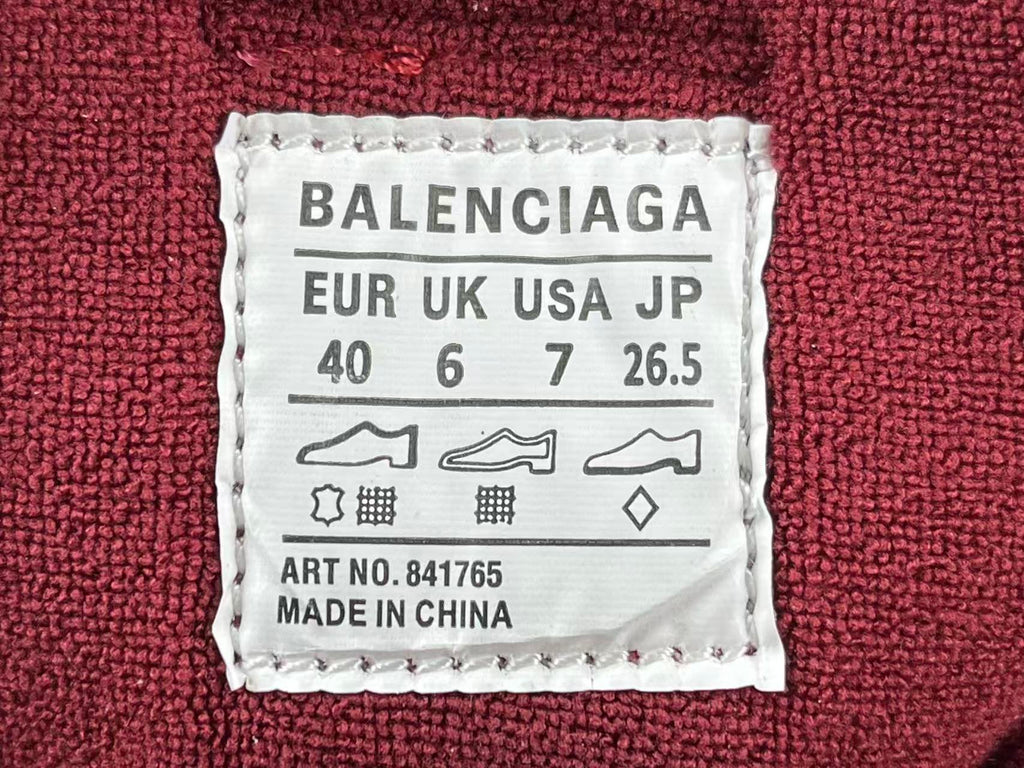 BALENCIAGA
EUR UK USA JP
40 6 7 26.5
ART NO. 841765
MADE IN CHINA